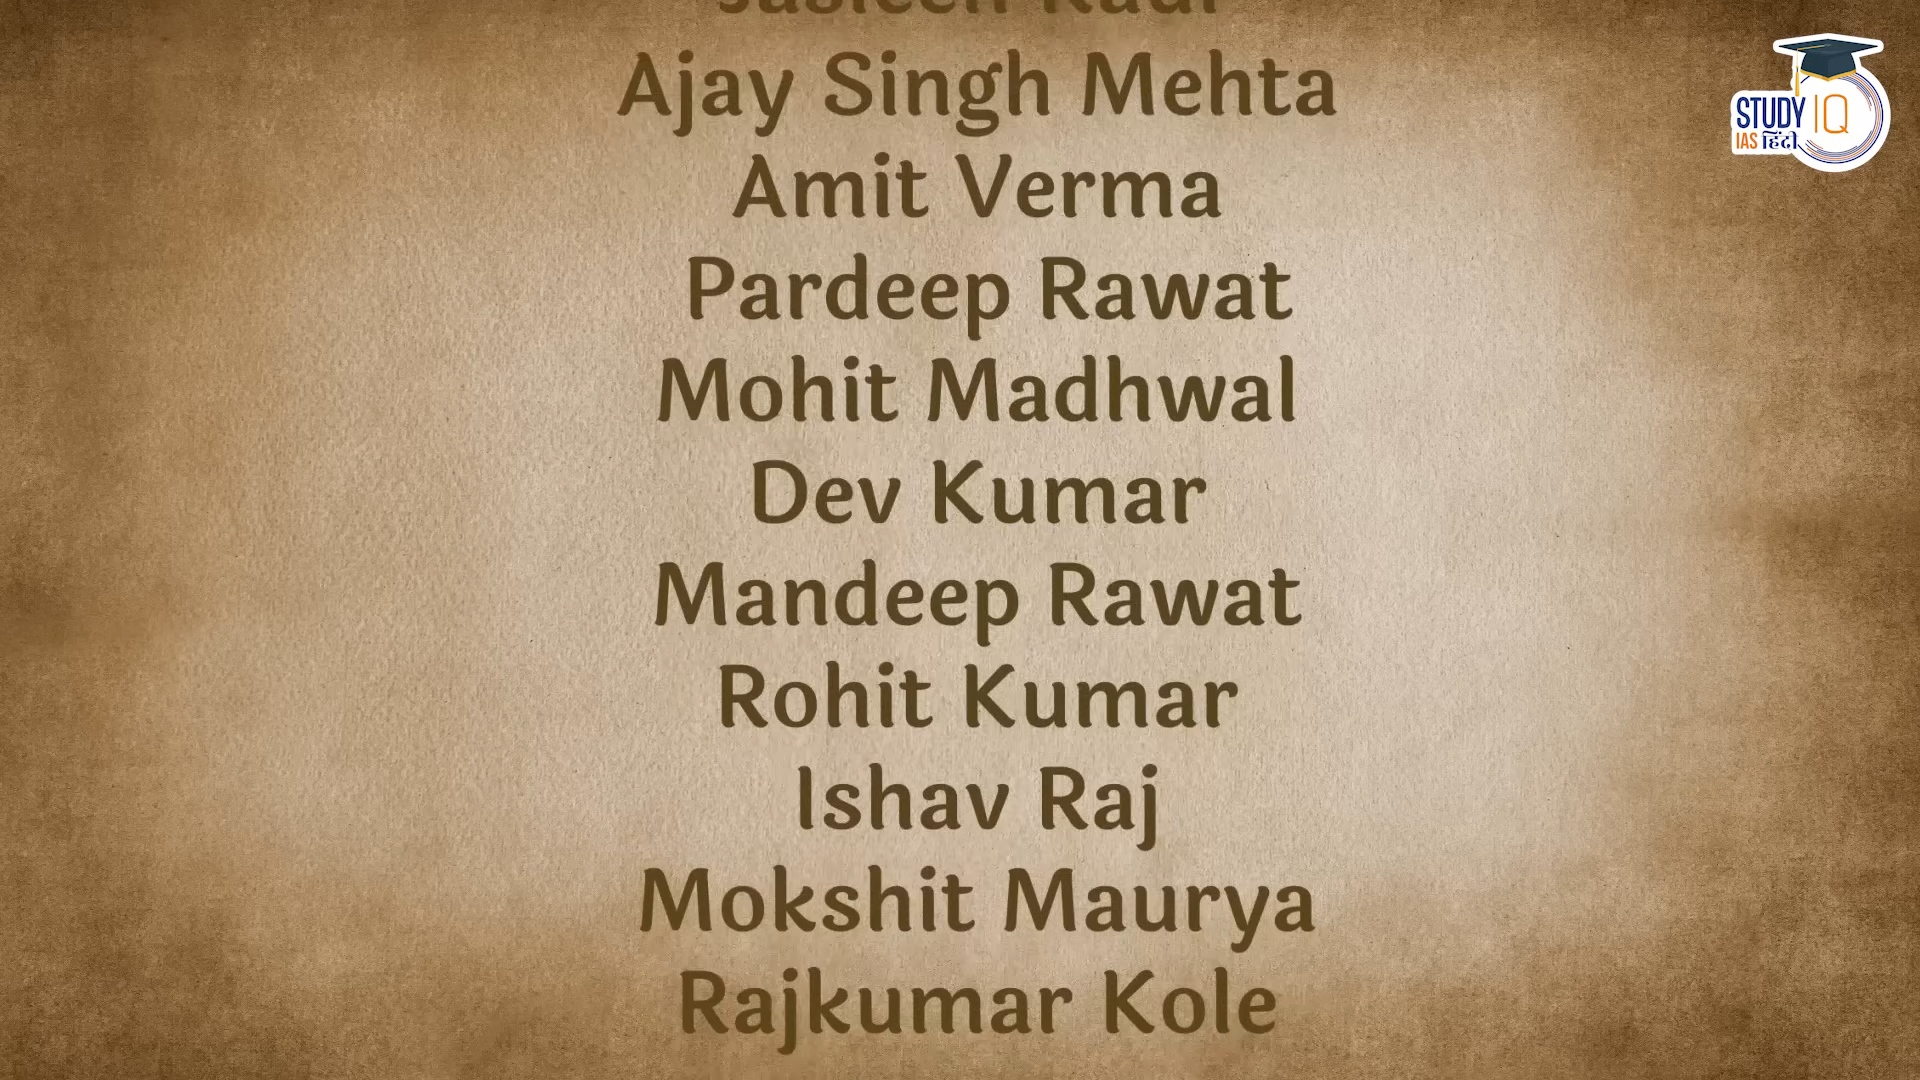 Ajay Singh Mehta
Amit Verma
Pardeep Rawat
Mohit Madhwal
Dev Kumar
Mandeep Rawat
Rohit Kumar
Ishav Raj
Mokshit Maurya
Rajkumar Kole
STUDY IQ
IAS हिंदी